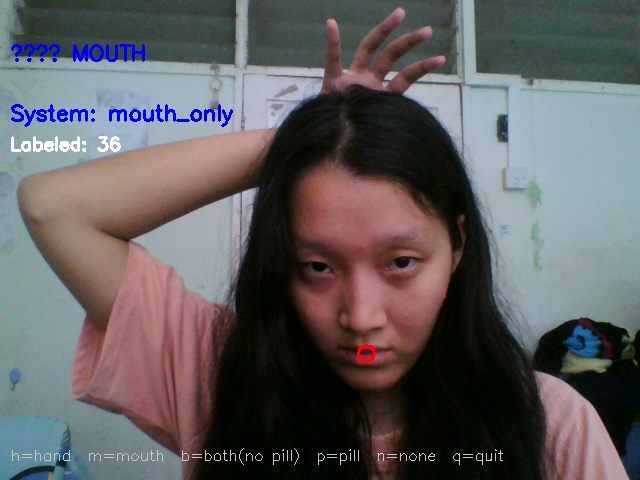 ???? MOUTH
System: mouth_only
Labeled: 36
h=hand m=mouth b=both(no pill) p=pill n=none q=quit